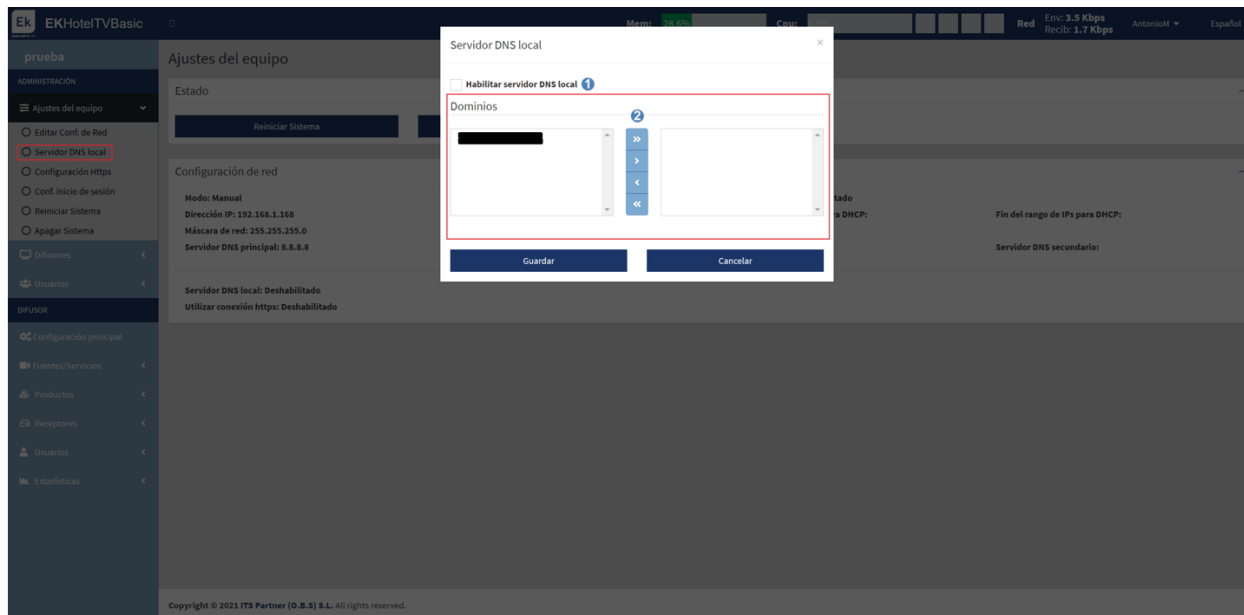 Ek EKHotelTVBasic
Mem: 28.6% Cpu:
Red Env: 3.5 Kbps
Recib: 1.7 Kbps
AntonioM
Español
prueba
ADMINISTRACIÓN
Ajustes del equipo
Editar Conf. de Red
Servidor DNS local
Configuración Https
Conf. inicio de sesión
Reiniciar Sistema
Apagar Sistema
Difusores
Usuarios
DIFUSOR
Configuración principal
Fuentes/Servicios
Productos
Receptores
Usuarios
Estadísticas
Ajustes del equipo
Estado
Reiniciar Sistema
Configuración de red
Modo: Manual
Dirección IP: 192.168.1.168
Máscara de red: 255.255.255.0
Servidor DNS principal: 8.8.8.8
tado
a DHCP:
Fin del rango de IPs para DHCP:
Servidor DNS secundario:
Servidor DNS local: Deshabilitado
Utilizar conexión https: Deshabilitado
Servidor DNS local ×
Habilitar servidor DNS local 1
Dominios
2
»
›
‹
«
Guardar Cancelar
Copyright © 2021 ITS Partner (O.B.S) S.L. All rights reserved.